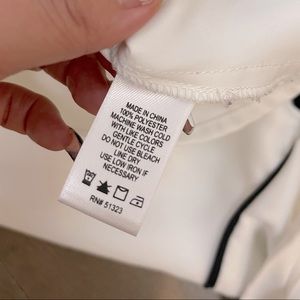 MADE IN CHINA
100% POLYESTER
MACHINE WASH COLD
WITH LIKE COLORS
GENTLE CYCLE
DO NOT USE BLEACH
LINE DRY
USE LOW IRON IF
NECESSARY
RN# 51323